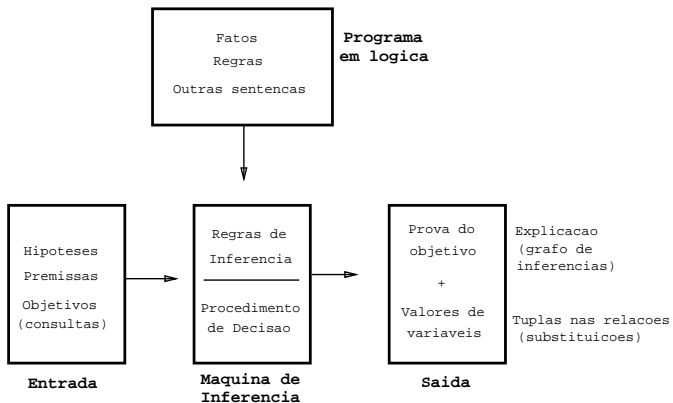 Fatos
Regras
Outras sentencas
Programa
em logica
Hipoteses
Premissas
Objetivos
(consultas)
Entrada
Regras de
Inferencia
Procedimento
de Decisao
Maquina de
Inferencia
Prova do
objetivo
+
Valores de
variaveis
Saida
Explicacao
(grafo de
inferencias)
Tuplas nas relacoes
(substituicoes)